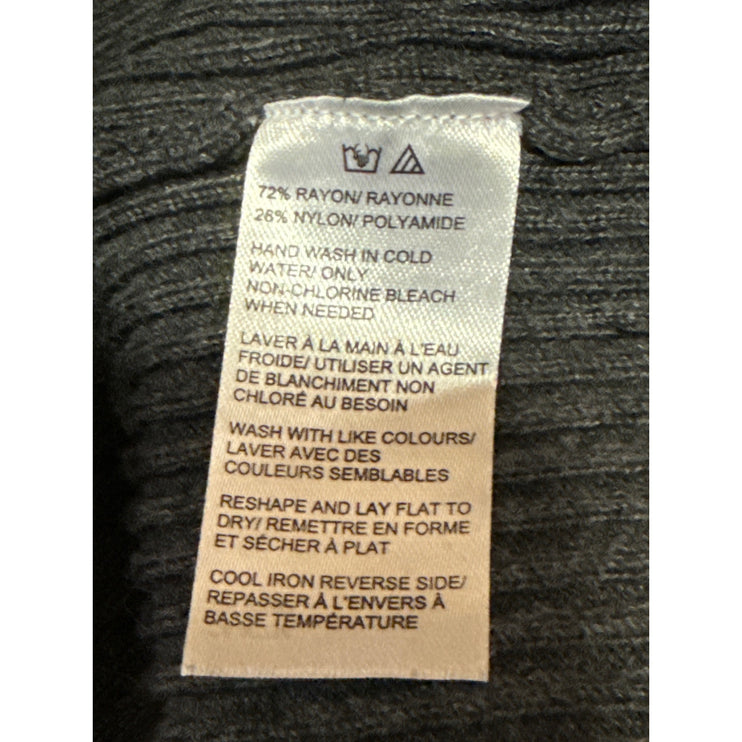 72% RAYON/ RAYONNE
28% NYLON/ POLYAMIDE
HAND WASH IN COLD
WATER/ ONLY
NON-CHLORINE BLEACH
WHEN NEEDED
LAVER À LA MAIN À L'EAU
FROIDE/ UTILISER UN AGENT
DE BLANCHIMENT NON
CHLORÉ AU BESOIN
WASH WITH LIKE COLOURS/
LAVER AVEC DES
COULEURS SEMBLABLES
RESHAPE AND LAY FLAT TO
DRY/ REMETTRE EN FORME
ET SÉCHER À PLAT
COOL IRON REVERSE SIDE/
REPASSER À L'ENVERS À
BASSE TEMPÉRATURE